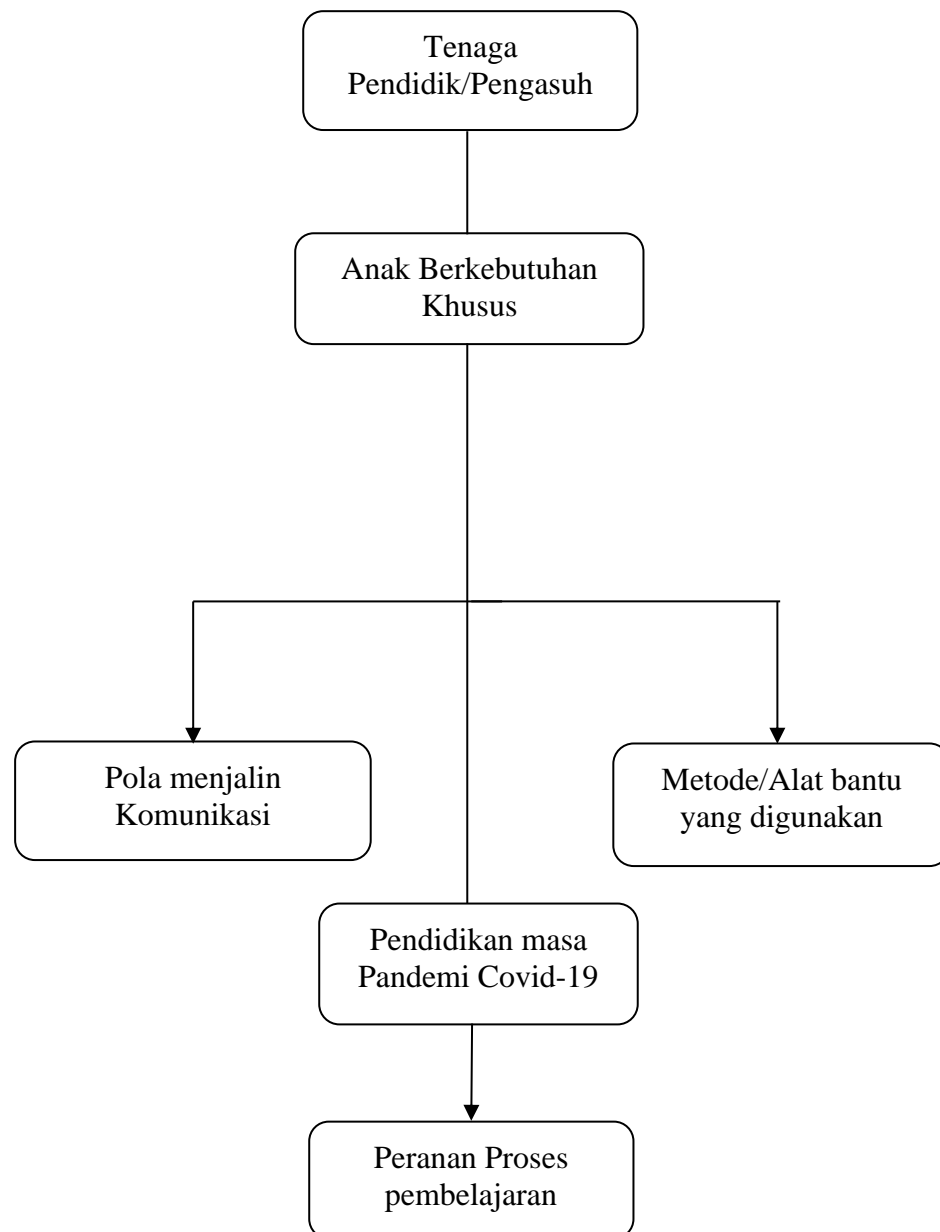 Tenaga
Pendidik/Pengasuh
Anak Berkebutuhan
Khusus
Pola menjalin
Komunikasi
Metode/Alat bantu
yang digunakan
Pendidikan masa
Pandemi Covid-19
Peranan Proses
pembelajaran